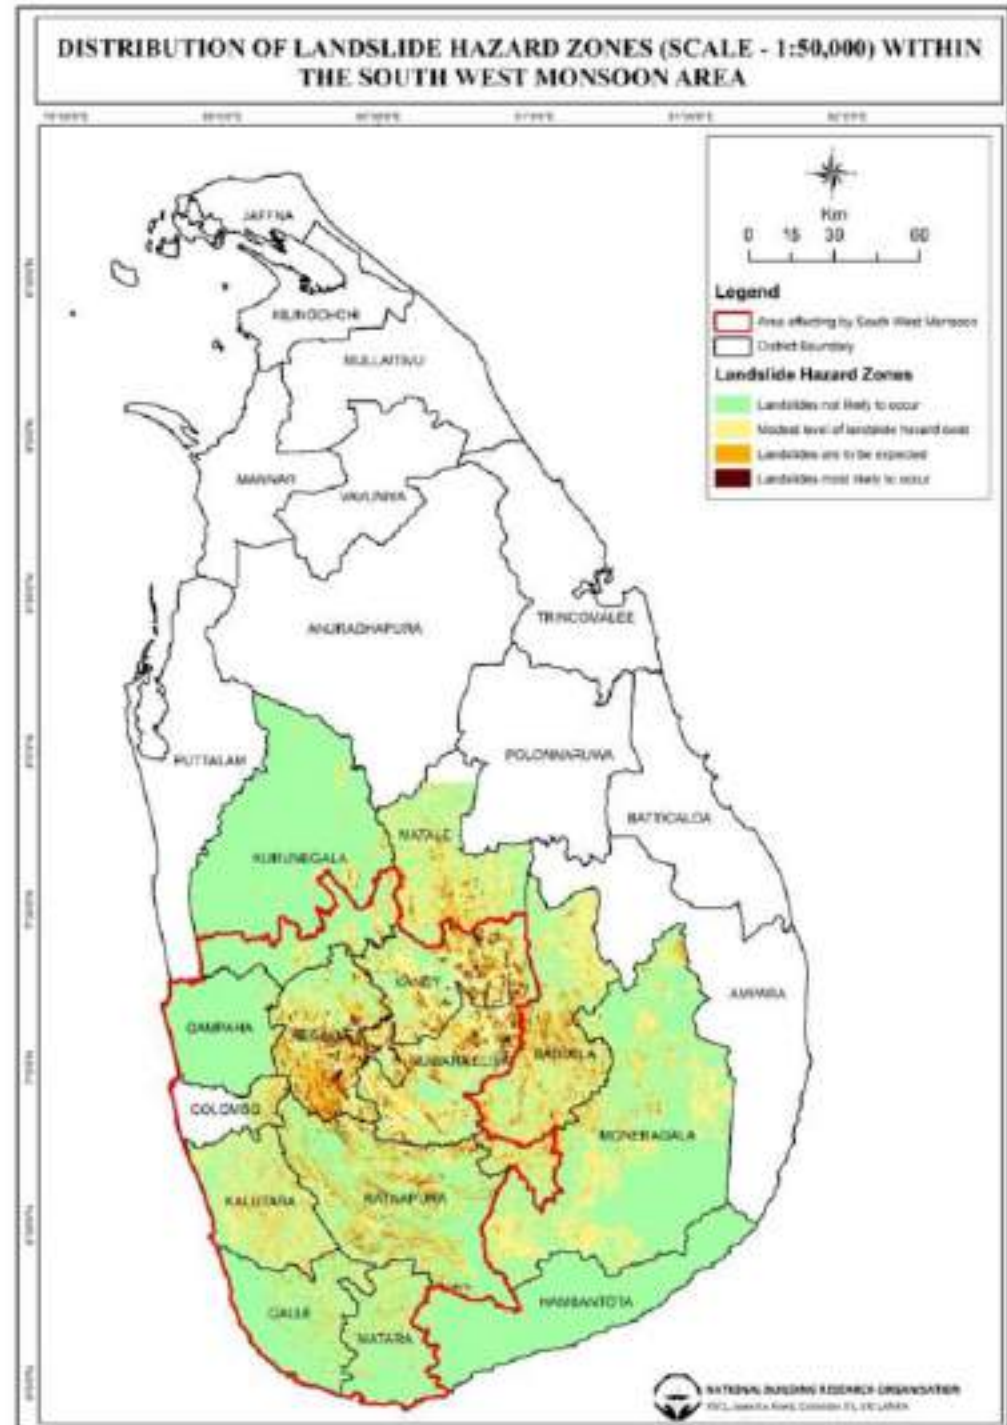 DISTRIBUTION OF LANDSLIDE HAZARD ZONES (SCALE - 1:50,000) WITHIN
THE SOUTH WEST MONSOON AREA
Km
0 15 30 60
Legend
Area affecting by South West Monsoon
District Boundary
Landslide Hazard Zones
Landslides not likely to occur
Modest level of landslide hazard exist
Landslides are to be expected
Landslides most likely to occur
JAFFNA
KILINOCHCHI
MULLAITIVU
MANNAR
VAVUNIYA
TRINCOMALEE
ANURADHAPURA
PUTTALAM
POLONNARUWA
BATTICALOA
MATALE
KURUNEGALA
KANDY
AMPARA
GAMPAHA
KEGALLE
NUWARA ELIYA
BADULLA
COLOMBO
MONERAGALA
KALUTARA
RATNAPURA
GALLE
MATARA
HAMBANTOTA
NATIONAL BUILDING RESEARCH ORGANISATION